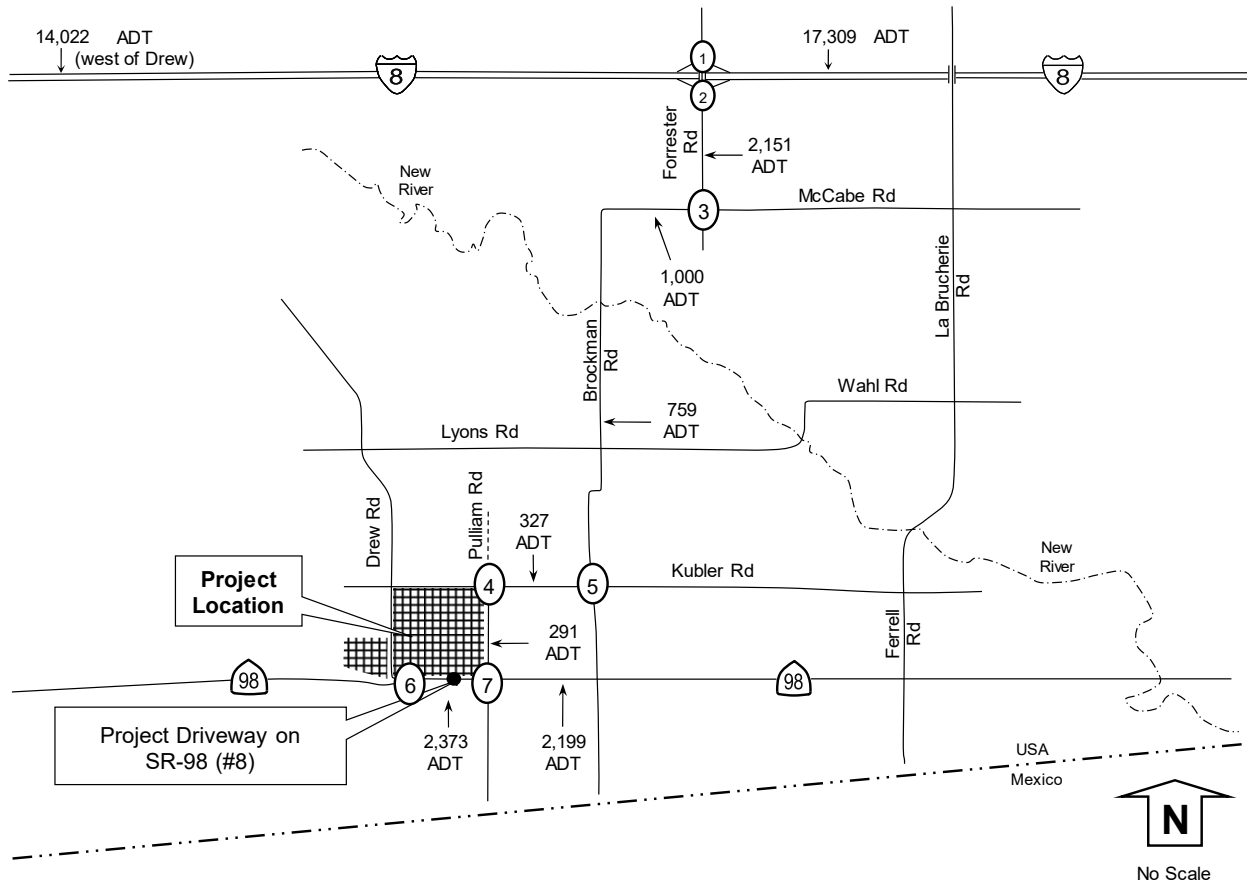 14,022 ADT
(west of Drew)
17,309 ADT
8
8
1
2
Forrester
Rd
2,151
ADT
New
River
McCabe Rd
3
1,000
ADT
La Brucherie
Rd
Brockman
Rd
Wahl Rd
759
ADT
Lyons Rd
Drew Rd
Pulliam Rd
327
ADT
Project
Location
4
5
Kubler Rd
New
River
291
ADT
Ferrell
Rd
98
6
7
98
Project Driveway on
SR-98 (#8)
2,373
ADT
2,199
ADT
USA
Mexico
N
No Scale